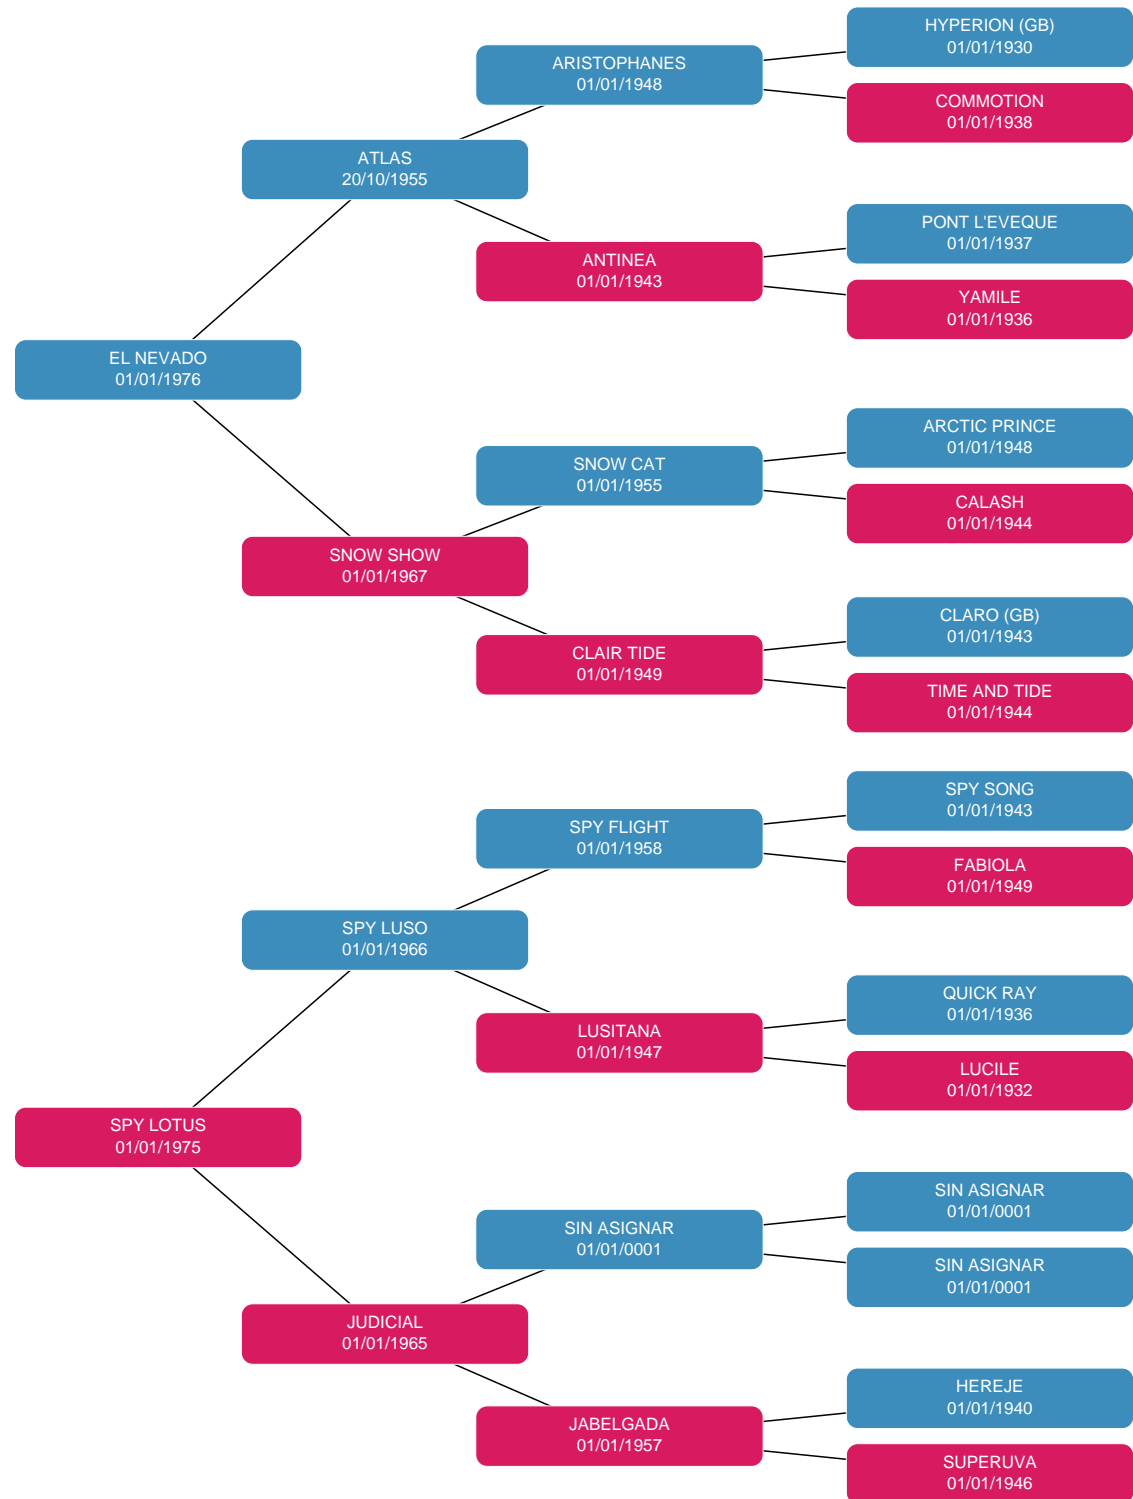 HYPERION (GB)
01/01/1930
ARISTOPHANES
01/01/1948
COMMOTION
01/01/1938
ATLAS
20/10/1955
PONT L'EVEQUE
01/01/1937
ANTINEA
01/01/1943
YAMILE
01/01/1936
EL NEVADO
01/01/1976
ARCTIC PRINCE
01/01/1948
SNOW CAT
01/01/1955
CALASH
01/01/1944
SNOW SHOW
01/01/1967
CLARO (GB)
01/01/1943
CLAIR TIDE
01/01/1949
TIME AND TIDE
01/01/1944
SPY SONG
01/01/1943
SPY FLIGHT
01/01/1958
FABIOLA
01/01/1949
SPY LUSO
01/01/1966
QUICK RAY
01/01/1936
LUSITANA
01/01/1947
LUCILE
01/01/1932
SPY LOTUS
01/01/1975
SIN ASIGNAR
01/01/0001
SIN ASIGNAR
01/01/0001
SIN ASIGNAR
01/01/0001
JUDICIAL
01/01/1965
HEREJE
01/01/1940
JABELGADA
01/01/1957
SUPERUVA
01/01/1946